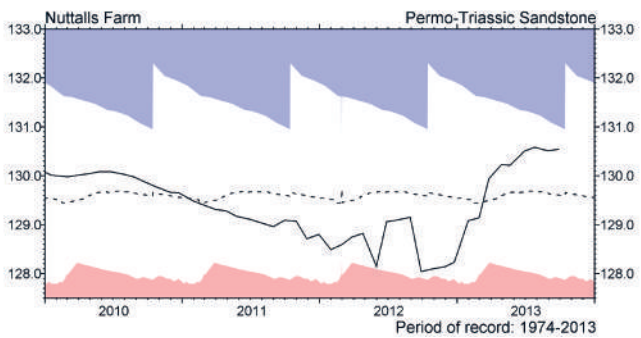 Nuttalls Farm Permo-Triassic Sandstone
133.0 133.0
132.0 132.0
131.0 131.0
130.0 130.0
129.0 129.0
128.0 128.0
2010 2011 2012 2013
Period of record: 1974-2013